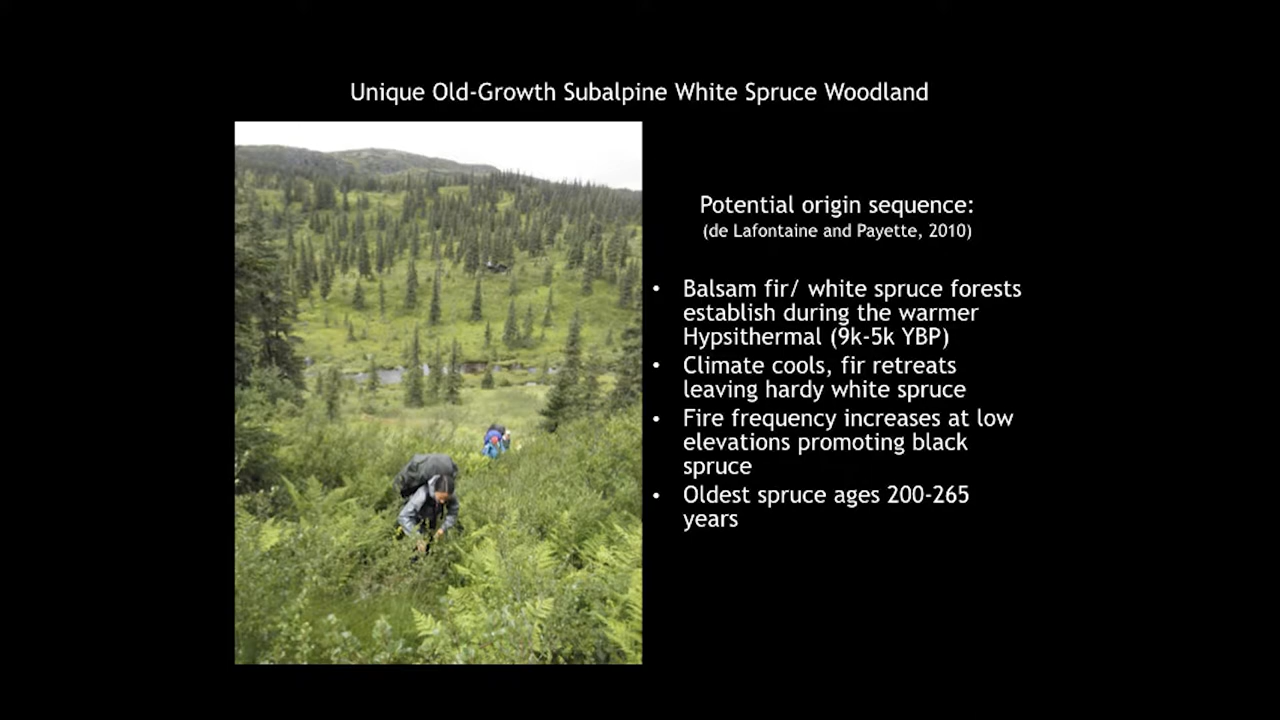 Unique Old-Growth Subalpine White Spruce Woodland
Potential origin sequence:
(de Lafontaine and Payette, 2010)
• Balsam fir/ white spruce forests
establish during the warmer
Hypsithermal (9k-5k YBP)
• Climate cools, fir retreats
leaving hardy white spruce
• Fire frequency increases at low
elevations promoting black
spruce
• Oldest spruce ages 200-265
years